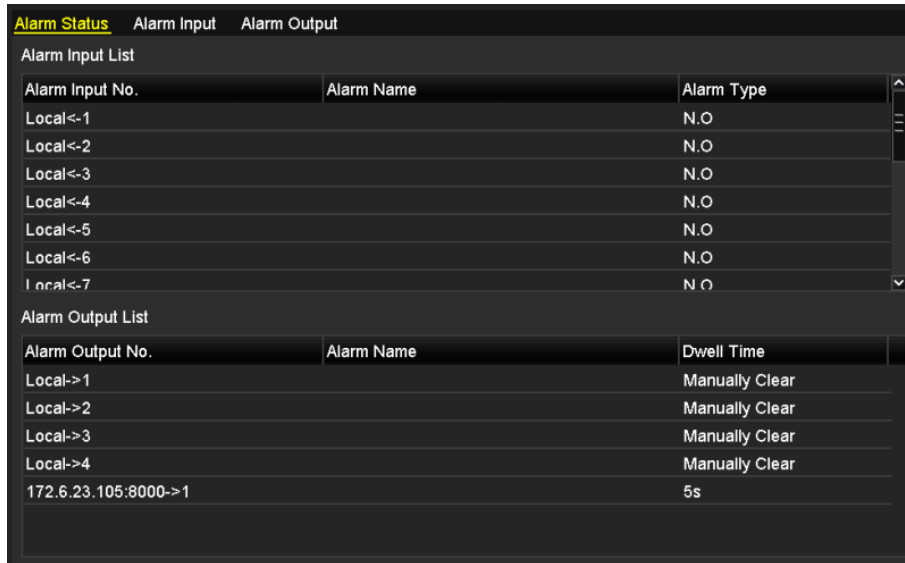 Alarm Status Alarm Input Alarm Output
Alarm Input List
Alarm Input No. Alarm Name Alarm Type
Local<-1 N.O
Local<-2 N.O
Local<-3 N.O
Local<-4 N.O
Local<-5 N.O
Local<-6 N.O
Local<-7 N.O
Alarm Output List
Alarm Output No. Alarm Name Dwell Time
Local->1 Manually Clear
Local->2 Manually Clear
Local->3 Manually Clear
Local->4 Manually Clear
172.6.23.105:8000->1 5s